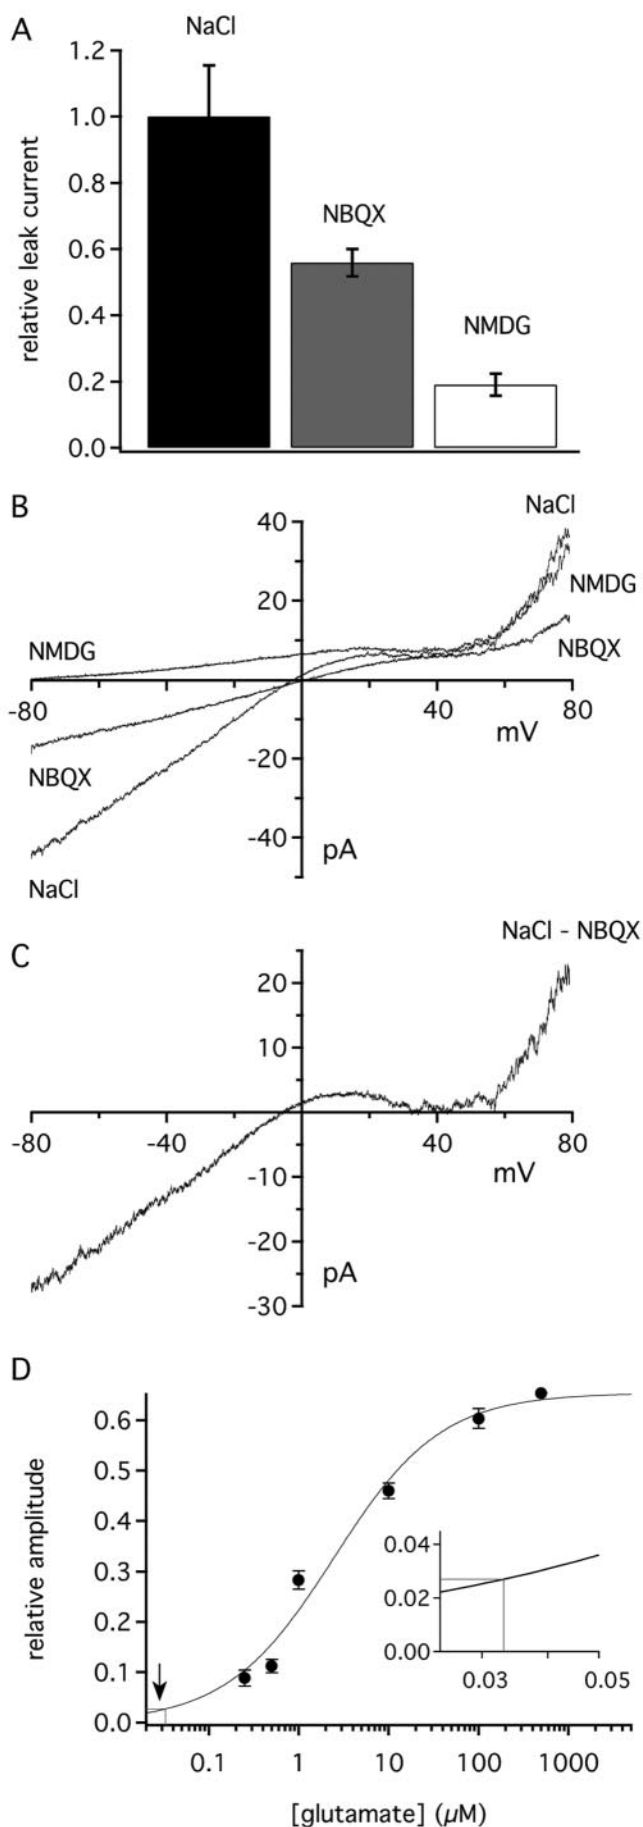 A
NaCl
1.2
1.0
0.8
0.6
0.4
0.2
0.0
relative leak current
NBQX
NMDG
B
NaCl
40
20
NMDG
NMDG
NBQX
-80
40
80
mV
NBQX
-20
-40
pA
NaCl
NaCl - NBQX
C
20
10
-80
-40
40
80
mV
-10
-20
-30
pA
D
0.6
0.5
0.4
0.3
0.2
0.1
0.0
relative amplitude
0.04
0.02
0.00
0.03
0.05
0.1
1
10
100
1000
[glutamate] (µM)